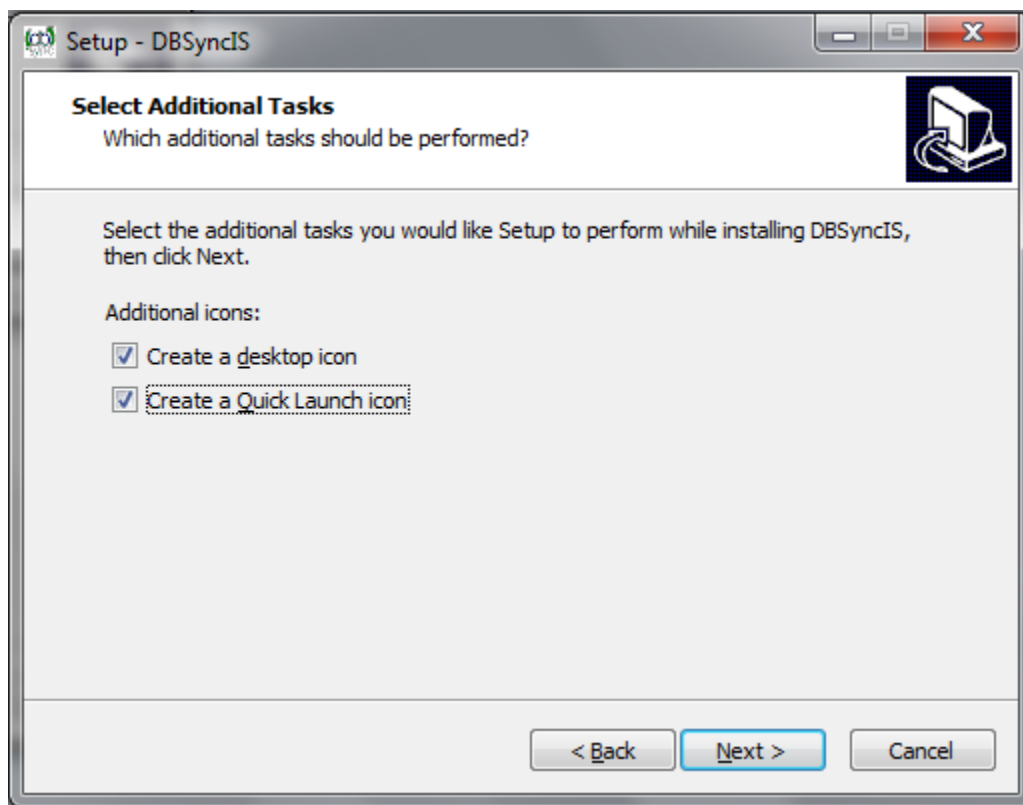 Setup - DBSyncIS
Select Additional Tasks
Which additional tasks should be performed?
Select the additional tasks you would like Setup to perform while installing DBSyncIS,
then click Next.
Additional icons:
Create a desktop icon
Create a Quick Launch icon
< Back
Next >
Cancel